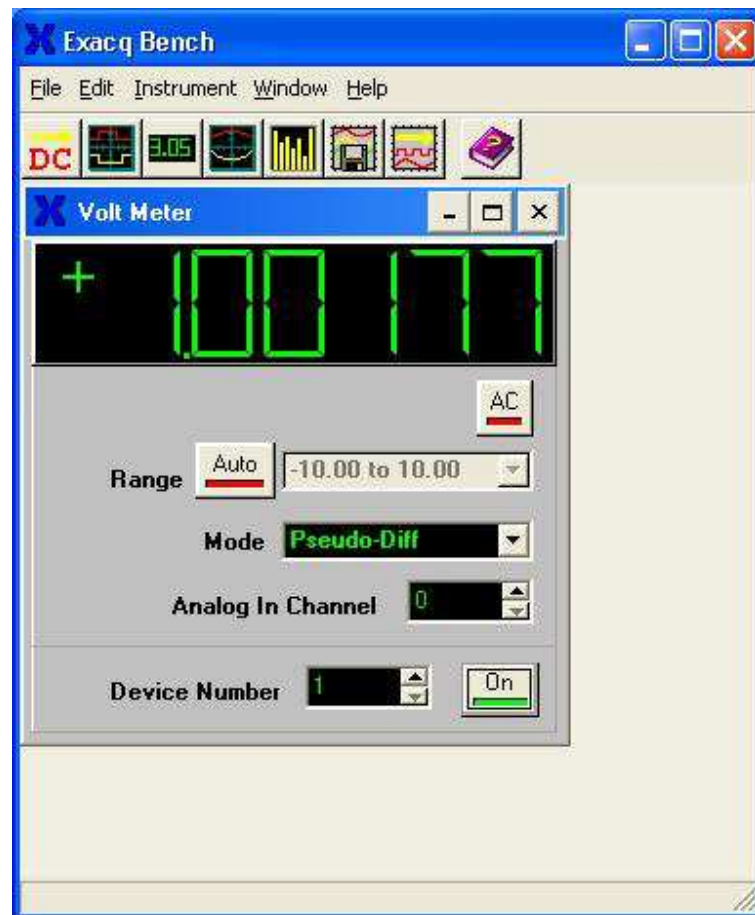 Exacq Bench
File Edit Instrument Window Help
DC 3.05 ?
Volt Meter
+ 1.00177
AC
Range Auto -10.00 to 10.00
Mode Pseudo-Diff
Analog In Channel 0
Device Number 1 On